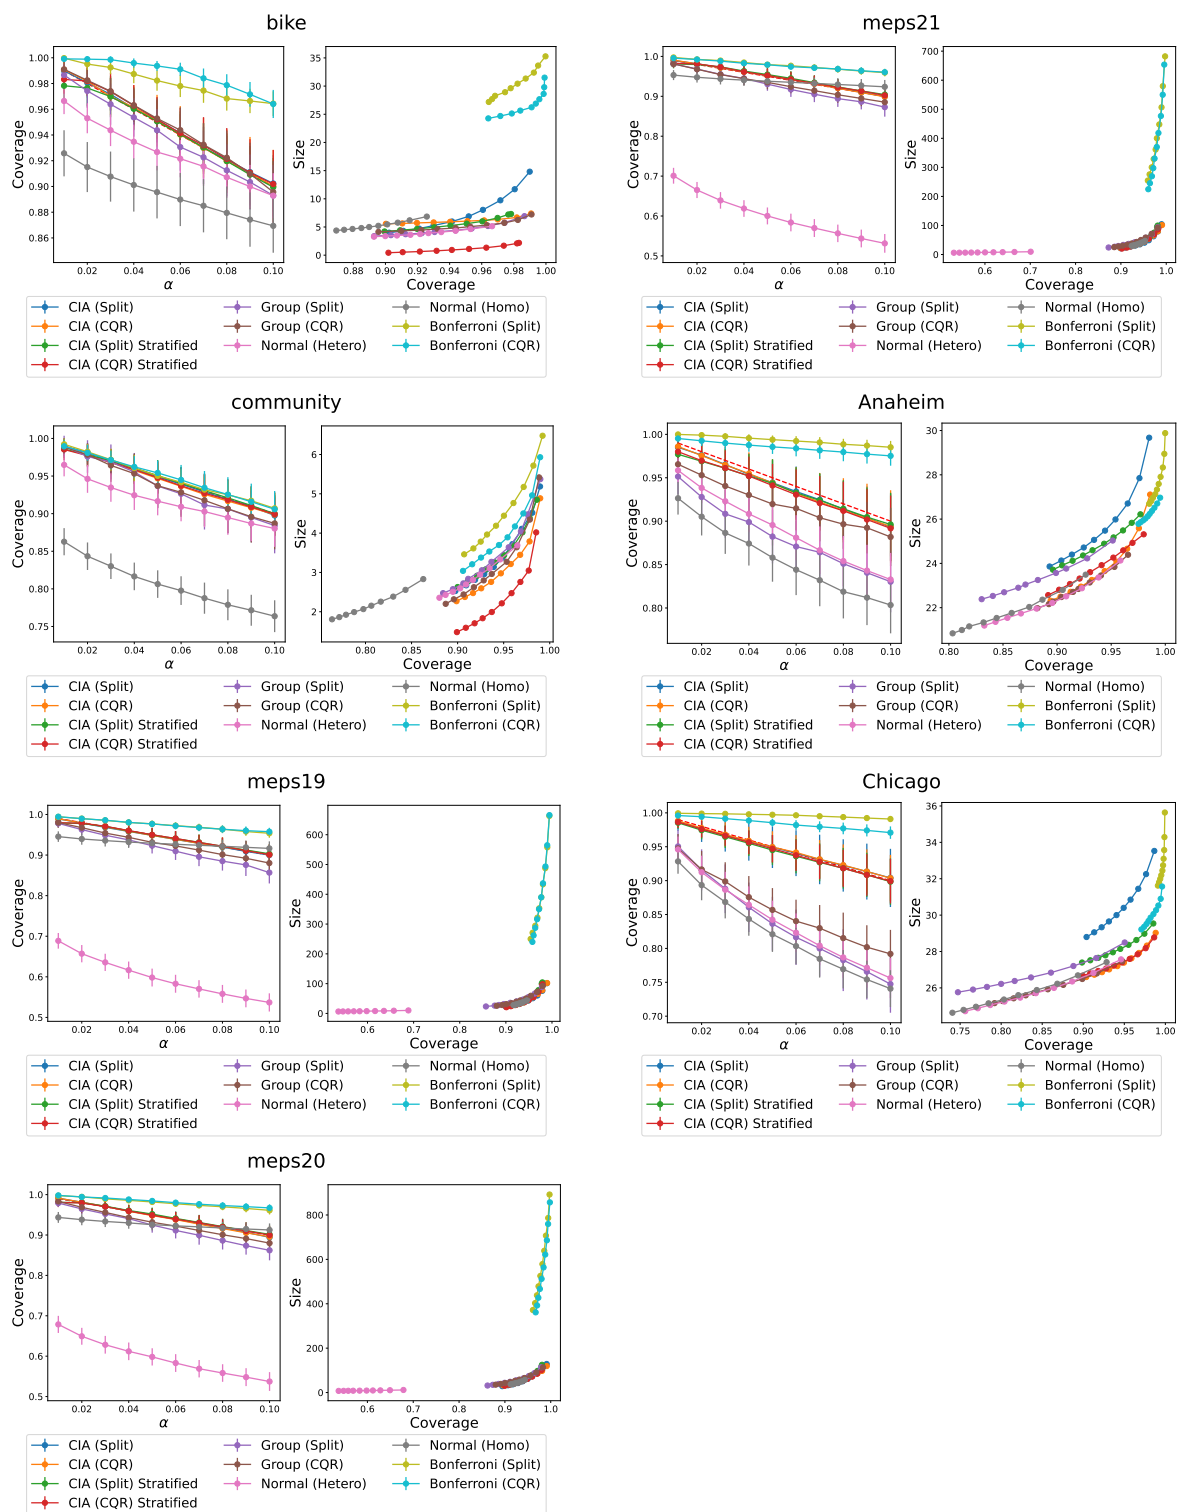 bike
Coverage
1.00
0.98
0.96
0.94
0.92
0.90
0.88
0.86
0.02 0.04 0.06 0.08 0.10
α
Size
35
30
25
20
15
10
5
0
0.88 0.90 0.92 0.94 0.96 0.98 1.00
Coverage
CIA (Split) Group (Split) Normal (Homo)
CIA (CQR) Group (CQR) Bonferroni (Split)
CIA (Split) Stratified Normal (Hetero) Bonferroni (CQR)
CIA (CQR) Stratified
meps21
Coverage
1.0
0.9
0.8
0.7
0.6
0.5
0.02 0.04 0.06 0.08 0.10
α
Size
700
600
500
400
300
200
100
0
0.6 0.7 0.8 0.9 1.0
Coverage
CIA (Split) Group (Split) Normal (Homo)
CIA (CQR) Group (CQR) Bonferroni (Split)
CIA (Split) Stratified Normal (Hetero) Bonferroni (CQR)
CIA (CQR) Stratified
community
Coverage
1.00
0.95
0.90
0.85
0.80
0.75
0.02 0.04 0.06 0.08 0.10
α
Size
6
5
4
3
2
0.80 0.85 0.90 0.95 1.00
Coverage
CIA (Split) Group (Split) Normal (Homo)
CIA (CQR) Group (CQR) Bonferroni (Split)
CIA (Split) Stratified Normal (Hetero) Bonferroni (CQR)
CIA (CQR) Stratified
Anaheim
Coverage
1.00
0.95
0.90
0.85
0.80
0.02 0.04 0.06 0.08 0.10
α
Size
30
28
26
24
22
0.80 0.85 0.90 0.95 1.00
Coverage
CIA (Split) Group (Split) Normal (Homo)
CIA (CQR) Group (CQR) Bonferroni (Split)
CIA (Split) Stratified Normal (Hetero) Bonferroni (CQR)
CIA (CQR) Stratified
meps19
Coverage
1.0
0.9
0.8
0.7
0.6
0.5
0.02 0.04 0.06 0.08 0.10
α
Size
600
500
400
300
200
100
0
0.6 0.7 0.8 0.9 1.0
Coverage
CIA (Split) Group (Split) Normal (Homo)
CIA (CQR) Group (CQR) Bonferroni (Split)
CIA (Split) Stratified Normal (Hetero) Bonferroni (CQR)
CIA (CQR) Stratified
Chicago
Coverage
1.00
0.95
0.90
0.85
0.80
0.75
0.70
0.02 0.04 0.06 0.08 0.10
α
Size
36
34
32
30
28
26
0.75 0.80 0.85 0.90 0.95 1.00
Coverage
CIA (Split) Group (Split) Normal (Homo)
CIA (CQR) Group (CQR) Bonferroni (Split)
CIA (Split) Stratified Normal (Hetero) Bonferroni (CQR)
CIA (CQR) Stratified
meps20
Coverage
1.0
0.9
0.8
0.7
0.6
0.5
0.02 0.04 0.06 0.08 0.10
α
Size
800
600
400
200
0
0.6 0.7 0.8 0.9 1.0
Coverage
CIA (Split) Group (Split) Normal (Homo)
CIA (CQR) Group (CQR) Bonferroni (Split)
CIA (Split) Stratified Normal (Hetero) Bonferroni (CQR)
CIA (CQR) Stratified